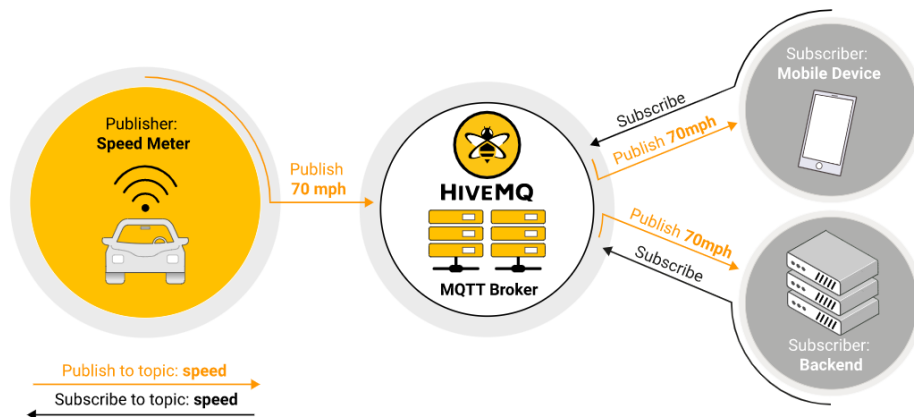 Publisher:
Speed Meter
Publish
70 mph
HIVEMQ
MQTT Broker
Subscribe
Publish 70mph
Subscriber:
Mobile Device
Publish 70mph
Subscribe
Subscriber:
Backend
Publish to topic: speed
Subscribe to topic: speed